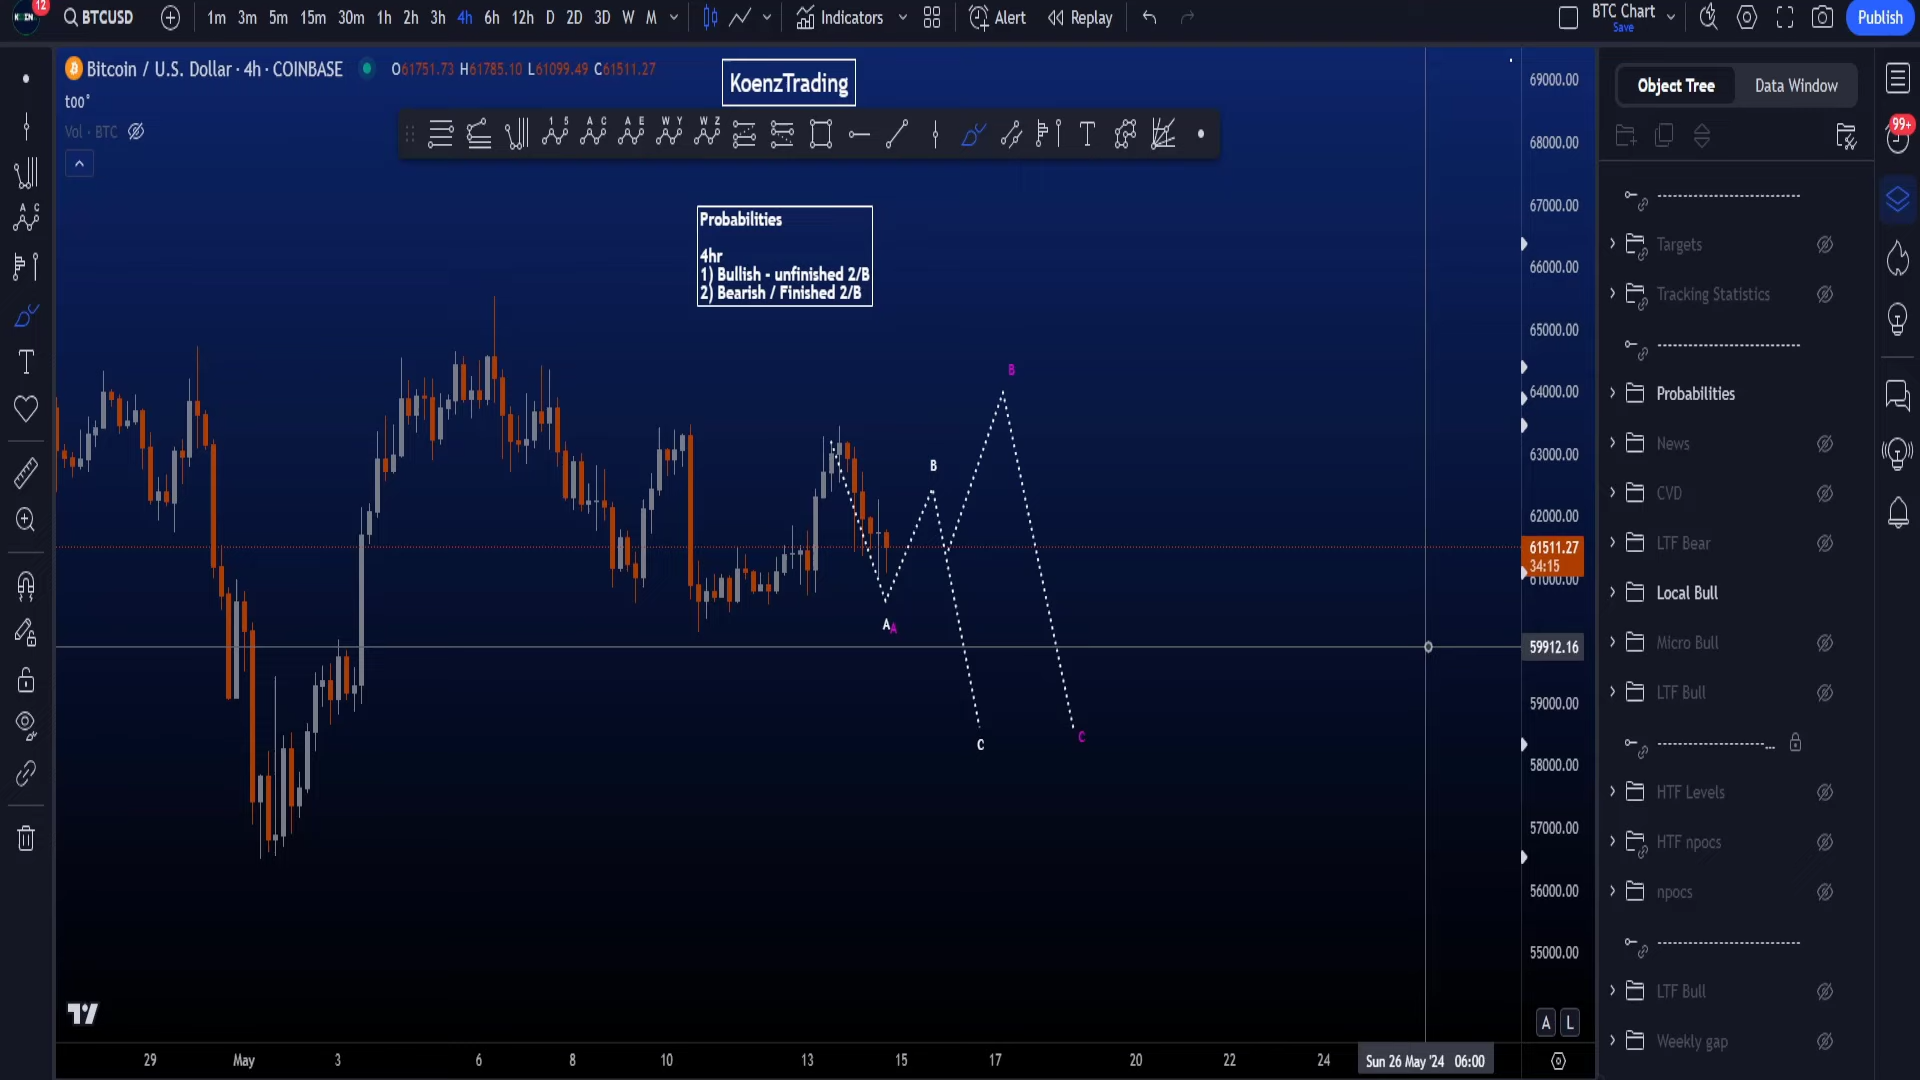 12
BTCUSD
1m 3m 5m 15m 30m 1h 2h 3h 4h 6h 12h D 2D 3D W M
Indicators
Alert
Replay
BTC Chart
Save
Publish
Bitcoin / U.S. Dollar · 4h · COINBASE
O61751.73 H61785.10 L61099.49 C61511.27
too°
Vol · BTC
KoenzTrading
1 5
A C
A E
W Y
W Z
Probabilities
4hr
1) Bullish - unfinished 2/B
2) Bearish / Finished 2/B
B
B
A
A
C
C
69000.00
68000.00
67000.00
66000.00
65000.00
64000.00
63000.00
62000.00
61511.27
34:15
61000.00
59912.16
59000.00
58000.00
57000.00
56000.00
55000.00
A L
29 May 3 6 8 10 13 15 17 20 22 24
Sun 26 May '24 06:00
Object Tree
Data Window
99+
-------------------------
Targets
Tracking Statistics
-------------------------
Probabilities
News
CVD
LTF Bear
Local Bull
Micro Bull
LTF Bull
-------------------...
HTF Levels
HTF npocs
npocs
-------------------------
LTF Bull
Weekly gap